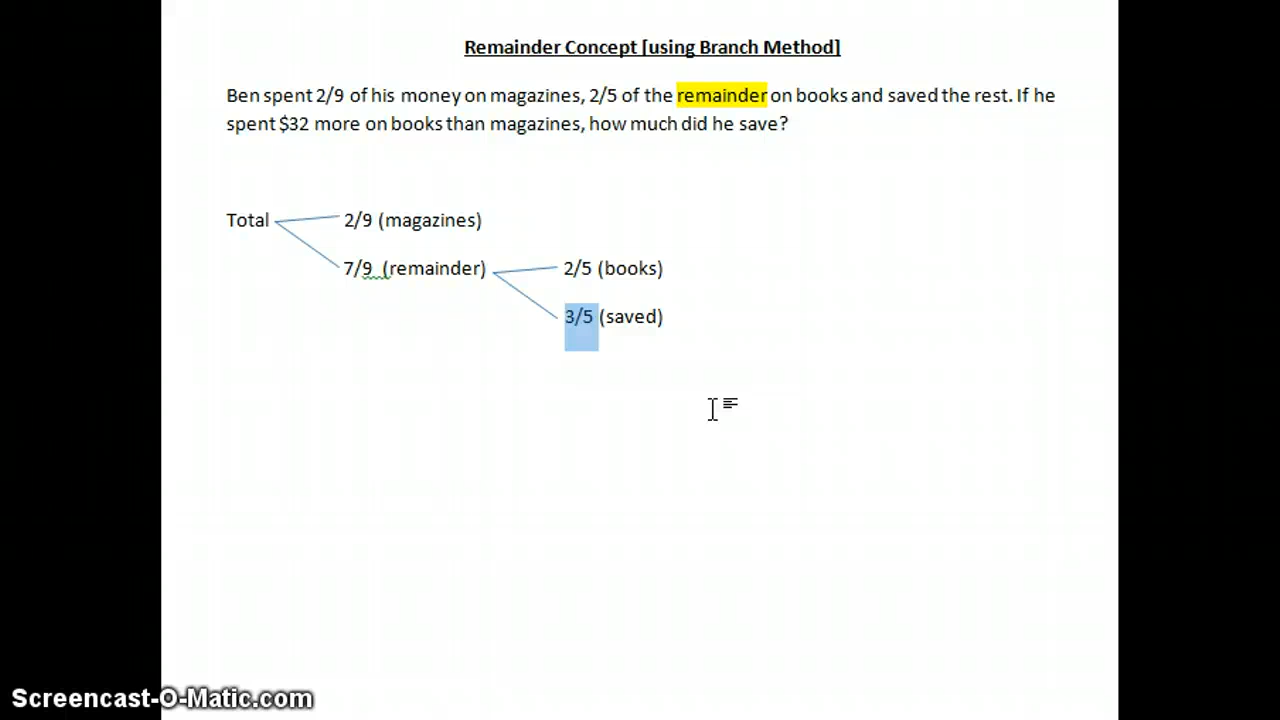 Remainder Concept [using Branch Method]
Ben spent 2/9 of his money on magazines, 2/5 of the remainder on books and saved the rest. If he
spent $32 more on books than magazines, how much did he save?
Total 2/9 (magazines)
7/9 (remainder) 2/5 (books)
3/5 (saved)
Screencast-O-Matic.com